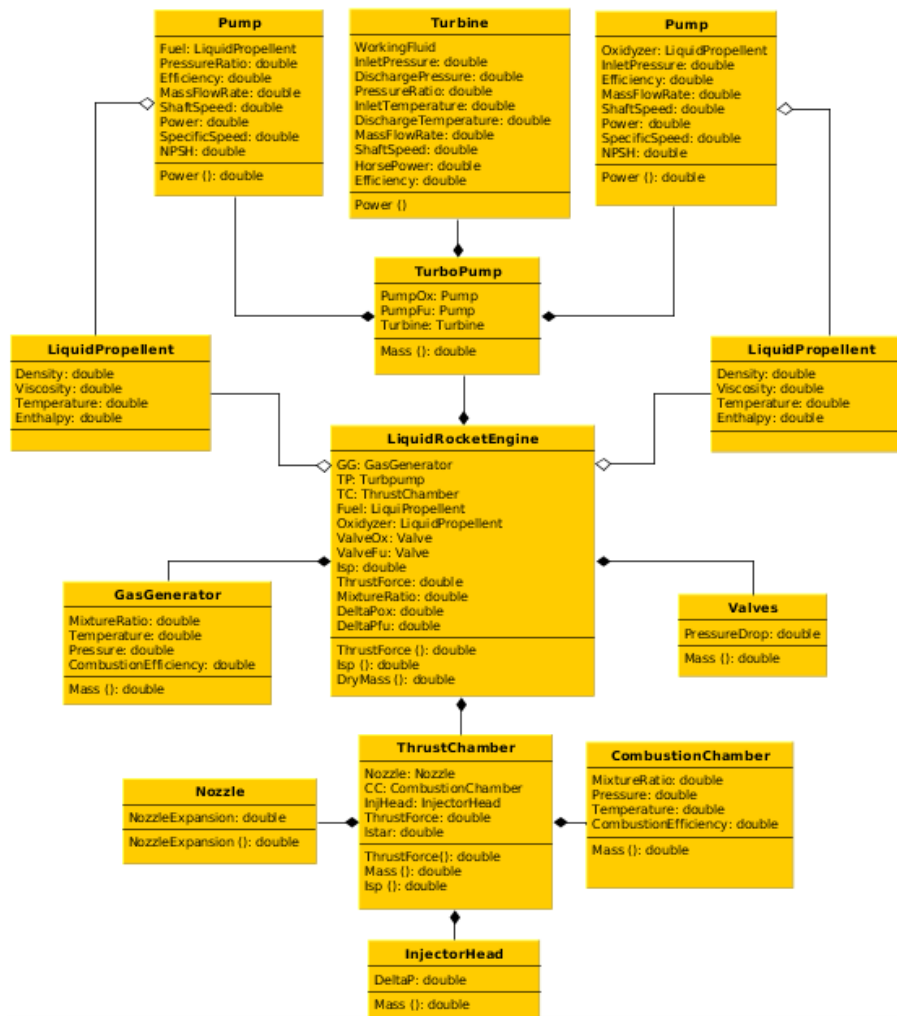 Pump
Fuel: LiquidPropellent
PressureRatio: double
Efficiency: double
MassFlowRate: double
ShaftSpeed: double
Power: double
SpecificSpeed: double
NPSH: double
Power (): double
Turbine
WorkingFluid
InletPressure: double
DischargePressure: double
PressureRatio: double
InletTemperature: double
DischargeTemperature: double
MassFlowRate: double
ShaftSpeed: double
HorsePower: double
Efficiency: double
Power ()
Pump
Oxidyzer: LiquidPropellent
InletPressure: double
Efficiency: double
MassFlowRate: double
ShaftSpeed: double
Power: double
SpecificSpeed: double
NPSH: double
Power (): double
TurboPump
PumpOx: Pump
PumpFu: Pump
Turbine: Turbine
Mass (): double
LiquidPropellent
Density: double
Viscosity: double
Temperature: double
Enthalpy: double
LiquidPropellent
Density: double
Viscosity: double
Temperature: double
Enthalpy: double
LiquidRocketEngine
GG: GasGenerator
TP: Turbpump
TC: ThrustChamber
Fuel: LiquiPropellent
Oxidyzer: LiquidPropellent
ValveOx: Valve
ValveFu: Valve
Isp: double
ThrustForce: double
MixtureRatio: double
DeltaPox: double
DeltaPfu: double
ThrustForce (): double
Isp (): double
DryMass (): double
GasGenerator
MixtureRatio: double
Temperature: double
Pressure: double
CombustionEfficiency: double
Mass (): double
Valves
PressureDrop: double
Mass (): double
ThrustChamber
Nozzle: Nozzle
CC: CombustionChamber
InjHead: InjectorHead
ThrustForce: double
Istar: double
ThrustForce(): double
Mass (): double
Isp (): double
Nozzle
NozzleExpansion: double
NozzleExpansion (): double
CombustionChamber
MixtureRatio: double
Pressure: double
Temperature: double
CombustionEfficiency: double
Mass (): double
InjectorHead
DeltaP: double
Mass (): double